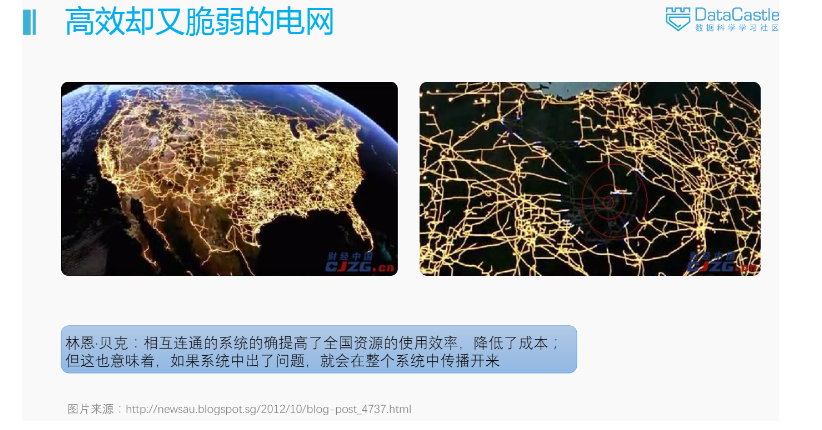 高效却又脆弱的电网
DataCastle
数据科学学习社区
财经中国
CJZG.cn
财经中国
CJZG.cn
林恩·贝克：相互连通的系统的确提高了全国资源的使用效率，降低了成本；
但这也意味着，如果系统中出了问题，就会在整个系统中传播开来
图片来源：http://newsau.blogspot.sg/2012/10/blog-post_4737.html